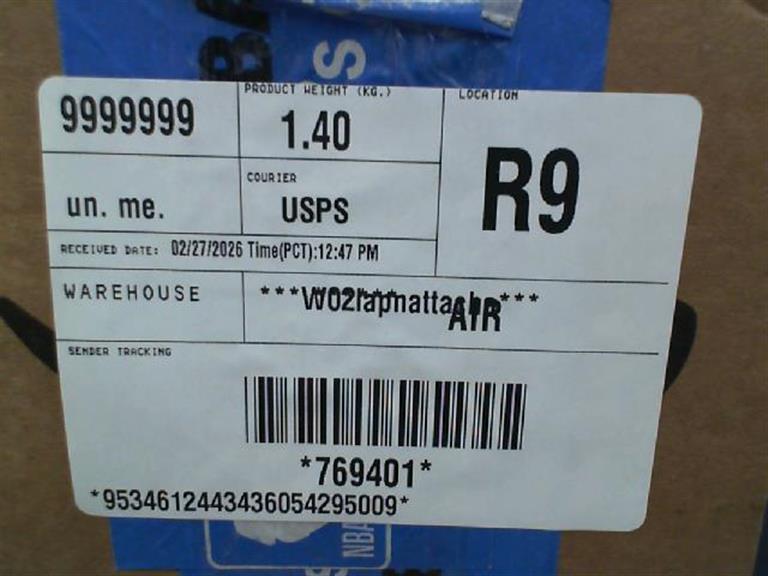 S
9999999
PRODUCT WEIGHT (KG.)
1.40
LOCATION
R9
un. me.
COURIER
USPS
RECEIVED DATE: 02/27/2026 Time(PCT):12:47 PM
WAREHOUSE
AIR
SENDER TRACKING
*769401*
*9534612443436054295009*
NBA